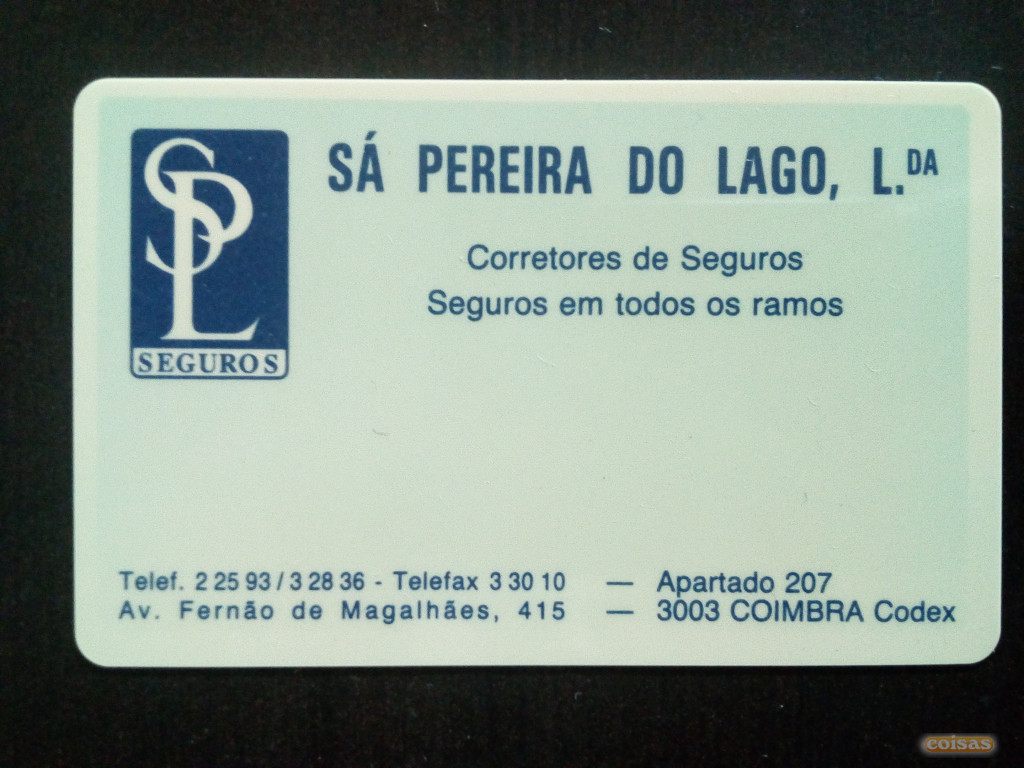 SPL
SEGUROS
SÁ PEREIRA DO LAGO, L.DA
Corretores de Seguros
Seguros em todos os ramos
Telef. 2 25 93 / 3 28 36 - Telefax 3 30 10 — Apartado 207
Av. Fernão de Magalhães, 415 — 3003 COIMBRA Codex
coisas